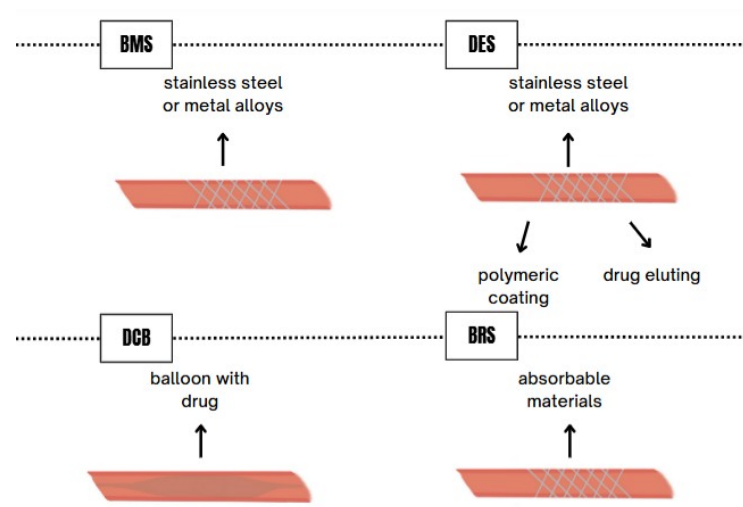 BMS
stainless steel
or metal alloys
DES
stainless steel
or metal alloys
polymeric
coating
drug eluting
DCB
balloon with
drug
BRS
absorbable
materials